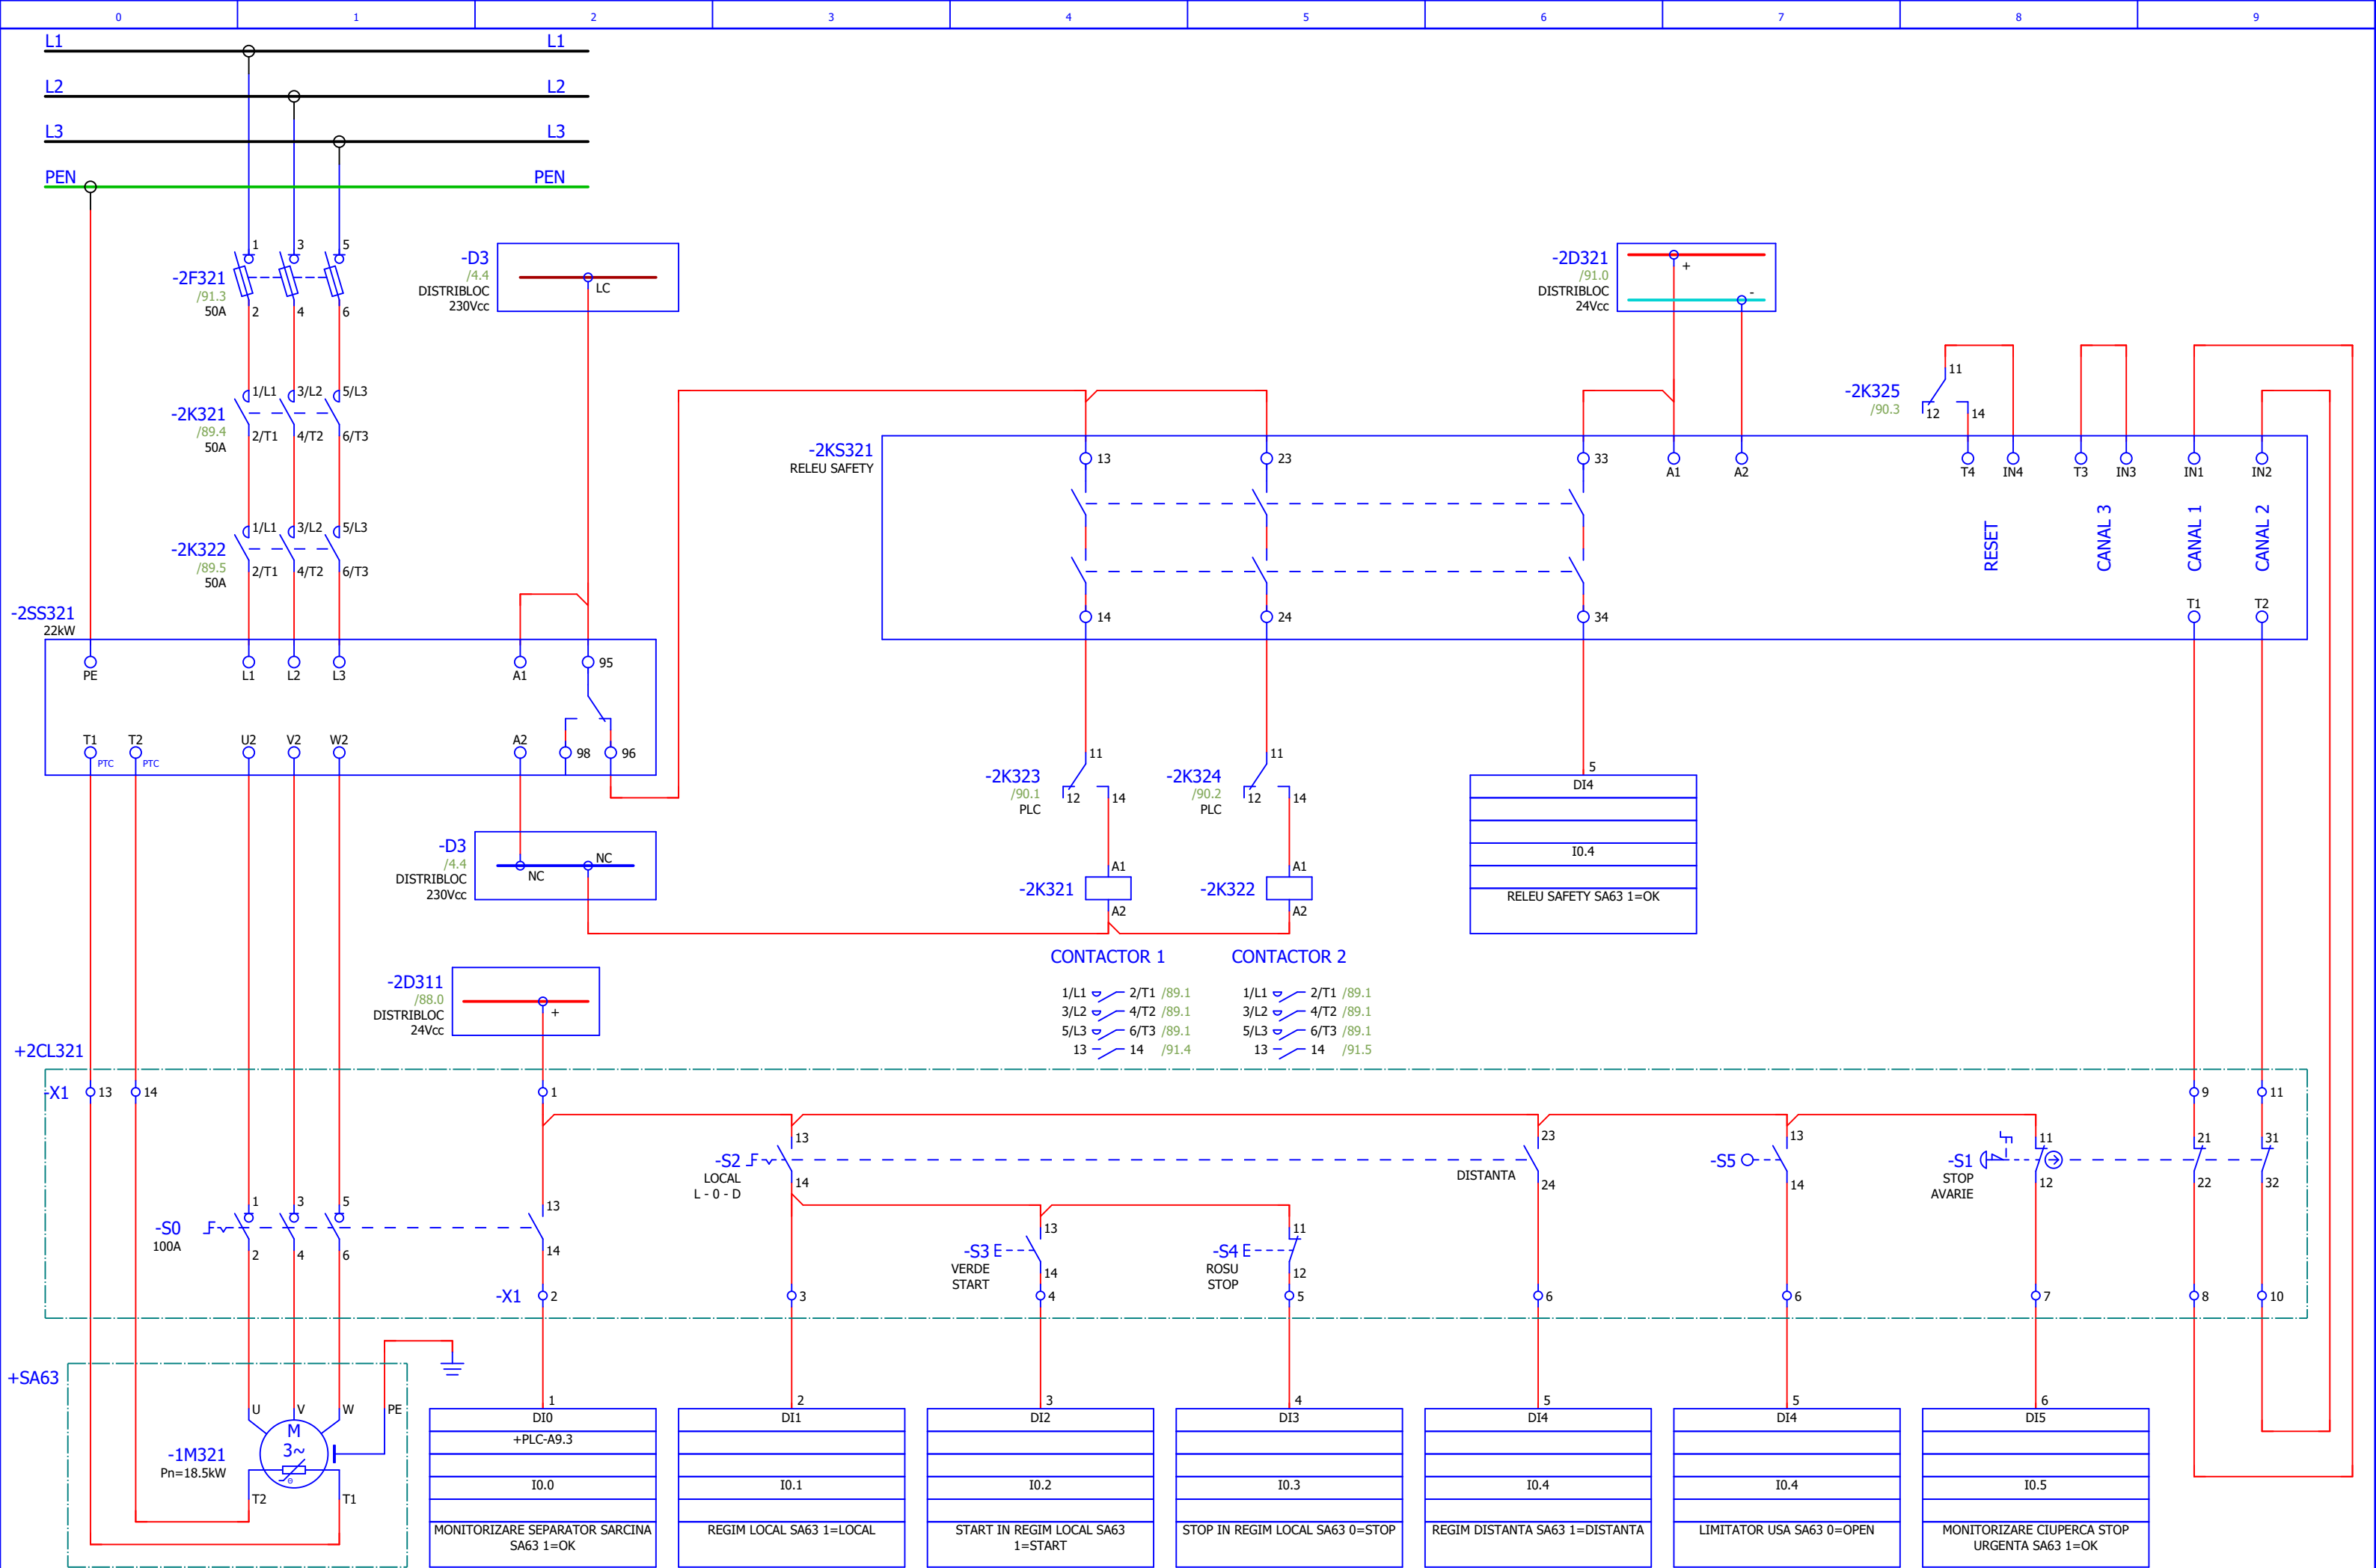 0 1 2 3 4 5 6 7 8 9
L1 L1
L2 L2
L3 L3
PEN PEN
-2F321
/91.3
50A
1 3 5
2 4 6
-D3
/4.4
DISTRIBLOC
230Vcc
LC
-2D321
/91.0
DISTRIBLOC
24Vcc
+
-
-2K321
/89.4
50A
1/L1 3/L2 5/L3
2/T1 4/T2 6/T3
-2K322
/89.5
50A
1/L1 3/L2 5/L3
2/T1 4/T2 6/T3
-2K325
/90.3
11
12 14
-2KS321
RELEU SAFETY
13 23 33
A1 A2
T4 IN4 T3 IN3 IN1 IN2
RESET
CANAL 3
CANAL 1
CANAL 2
14 24 34
T1 T2
-2SS321
22kW
PE L1 L2 L3 A1 95
T1 T2 U2 V2 W2 A2 98 96
PTC PTC
-2K323
/90.1
PLC
11
12 14
-2K324
/90.2
PLC
11
12 14
5
DI4
I0.4
RELEU SAFETY SA63 1=OK
-D3
/4.4
DISTRIBLOC
230Vcc
NC
NC
-2K321
A1
A2
-2K322
A1
A2
CONTACTOR 1
1/L1 2/T1 /89.1
3/L2 4/T2 /89.1
5/L3 6/T3 /89.1
13 14 /91.4
CONTACTOR 2
1/L1 2/T1 /89.1
3/L2 4/T2 /89.1
5/L3 6/T3 /89.1
13 14 /91.5
-2D311
/88.0
DISTRIBLOC
24Vcc
+
+2CL321
-X1 13 14 1 9 11
-S2
LOCAL
L - 0 - D
13
14
DISTANTA
23
24
-S5
13
14
-S1
STOP
AVARIE
11
12
21
22
31
32
-S0
100A
1 3 5 13
2 4 6 14
-S3
VERDE
START
13
14
-S4
ROSU
STOP
11
12
-X1 2 3 4 5 6 6 7 8 10
+SA63
-1M321
Pn=18.5kW
U V W PE
M
3~
θ
T2 T1
1
DI0
+PLC-A9.3
I0.0
MONITORIZARE SEPARATOR SARCINA
SA63 1=OK
2
DI1
I0.1
REGIM LOCAL SA63 1=LOCAL
3
DI2
I0.2
START IN REGIM LOCAL SA63
1=START
4
DI3
I0.3
STOP IN REGIM LOCAL SA63 0=STOP
5
DI4
I0.4
REGIM DISTANTA SA63 1=DISTANTA
5
DI4
I0.4
LIMITATOR USA SA63 0=OPEN
6
DI5
I0.5
MONITORIZARE CIUPERCA STOP
URGENTA SA63 1=OK